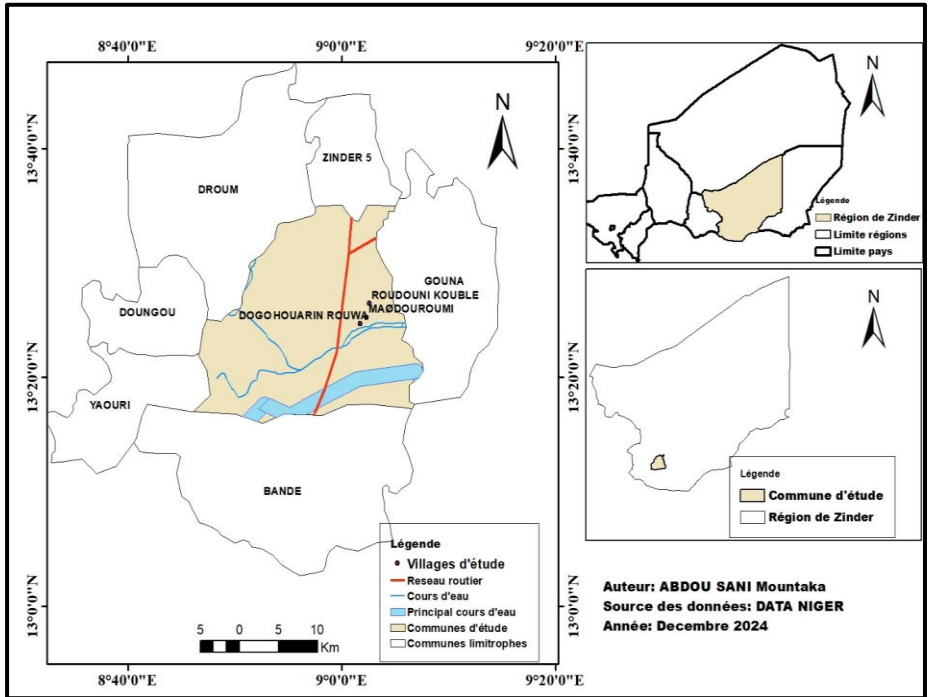 8°40'0"E
9°0'0"E
9°20'0"E
13°40'0"N
13°20'0"N
13°0'0"N
13°40'0"N
13°20'0"N
13°0'0"N
8°40'0"E
9°0'0"E
9°20'0"E
N
ZINDER 5
DROUM
GOUNA
ROUDOUNI KOUBLE
DOUNGOU
DOGO HOUARIN ROUWA MAØDOUROUMI
YAOURI
BANDE
Légende
Villages d'étude
Reseau routier
Cours d'eau
Principal cours d'eau
Communes d'étude
Communes limitrophes
5 0 5 10
Km
N
Légende
Région de Zinder
Limite régions
Limite pays
N
Légende
Commune d'étude
Région de Zinder
Auteur: ABDOU SANI Mountaka
Source des données: DATA NIGER
Année: Decembre 2024